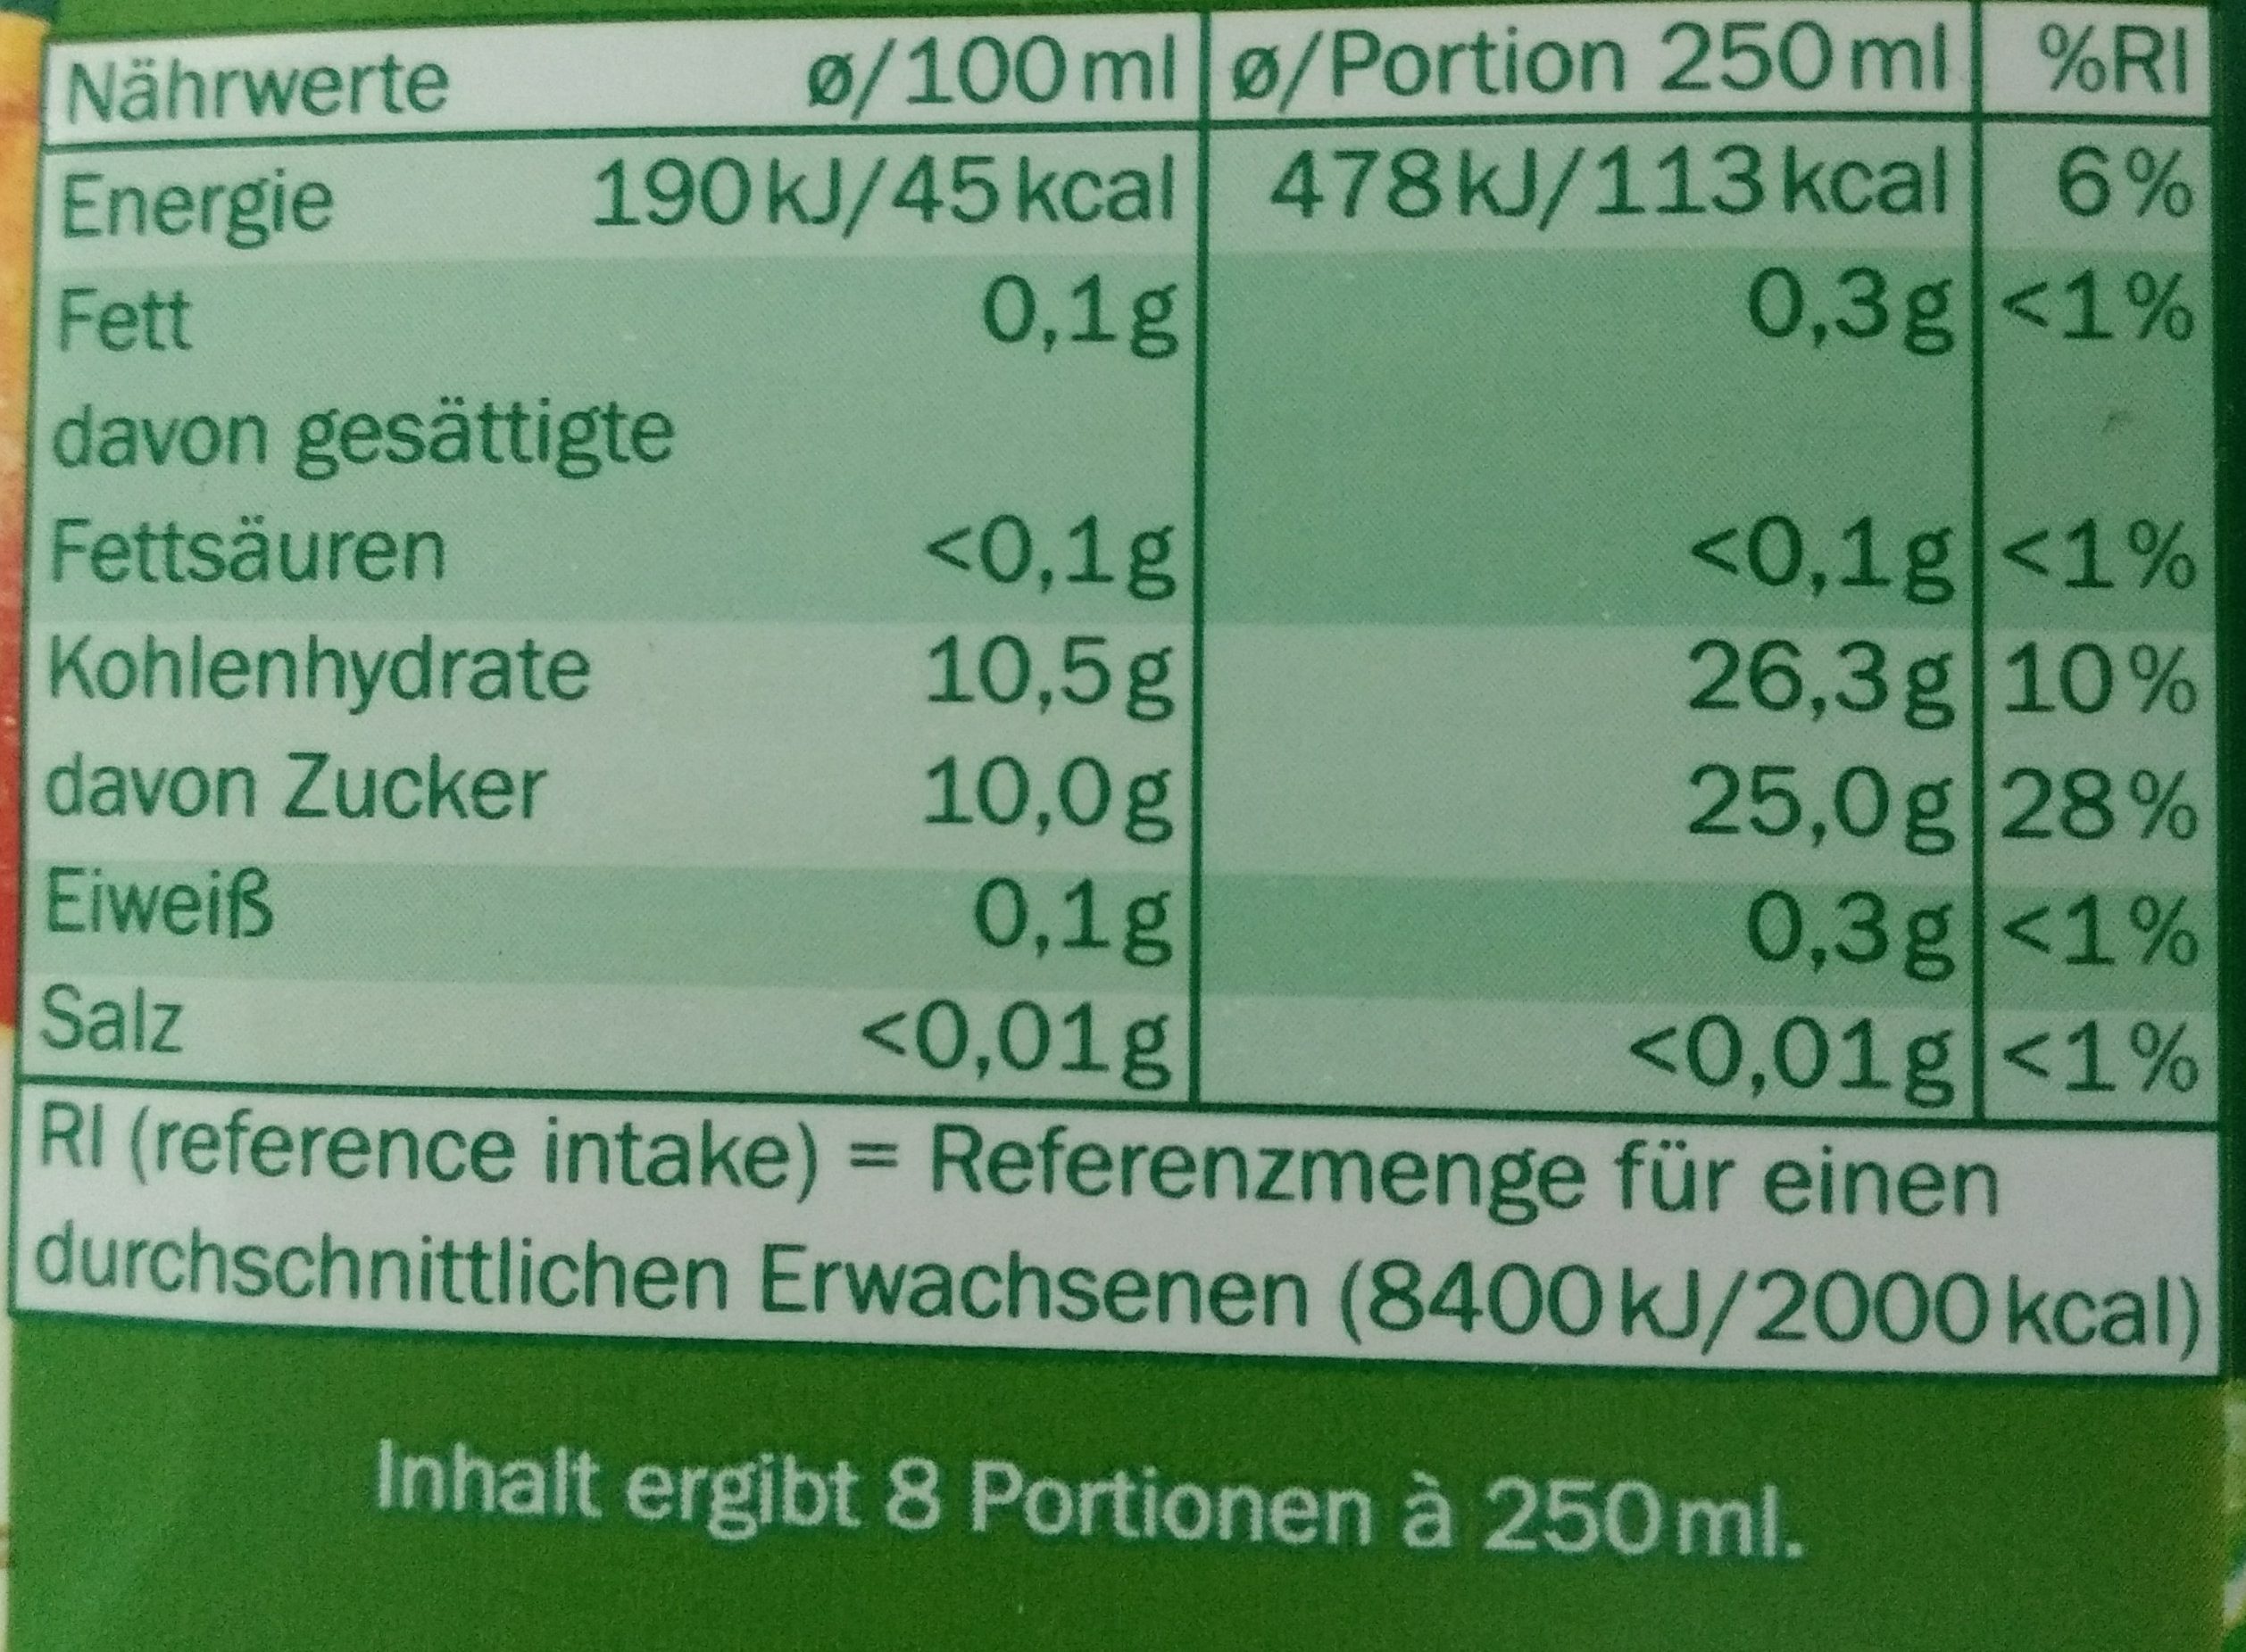 Nährwerte ø/100 ml ø/Portion 250 ml %RI
Energie 190 kJ/45 kcal 478 kJ/113 kcal 6 %
Fett 0,1 g 0,3 g <1 %
davon gesättigte
Fettsäuren <0,1 g <0,1 g <1 %
Kohlenhydrate 10,5 g 26,3 g 10 %
davon Zucker 10,0 g 25,0 g 28 %
Eiweiß 0,1 g 0,3 g <1 %
Salz <0,01 g <0,01 g <1 %
RI (reference intake) = Referenzmenge für einen
durchschnittlichen Erwachsenen (8400 kJ/2000 kcal)
Inhalt ergibt 8 Portionen à 250 ml.